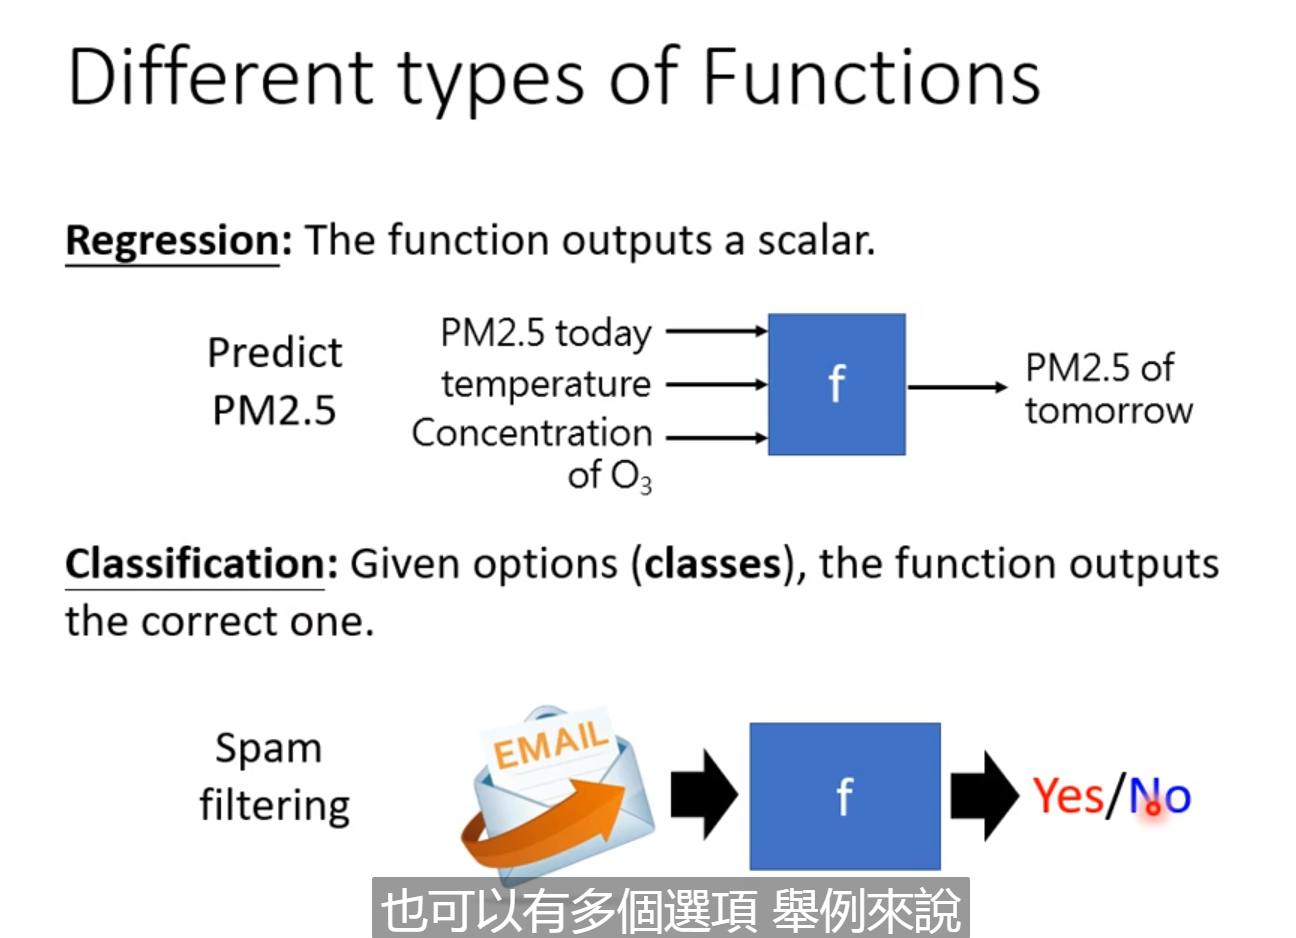 Different types of Functions
Regression: The function outputs a scalar.
Predict
PM2.5
PM2.5 today
temperature
Concentration
of O₃
f
PM2.5 of
tomorrow
Classification: Given options (classes), the function outputs
the correct one.
Spam
filtering
EMAIL
f
Yes/No
也可以有多個選項 舉例來說